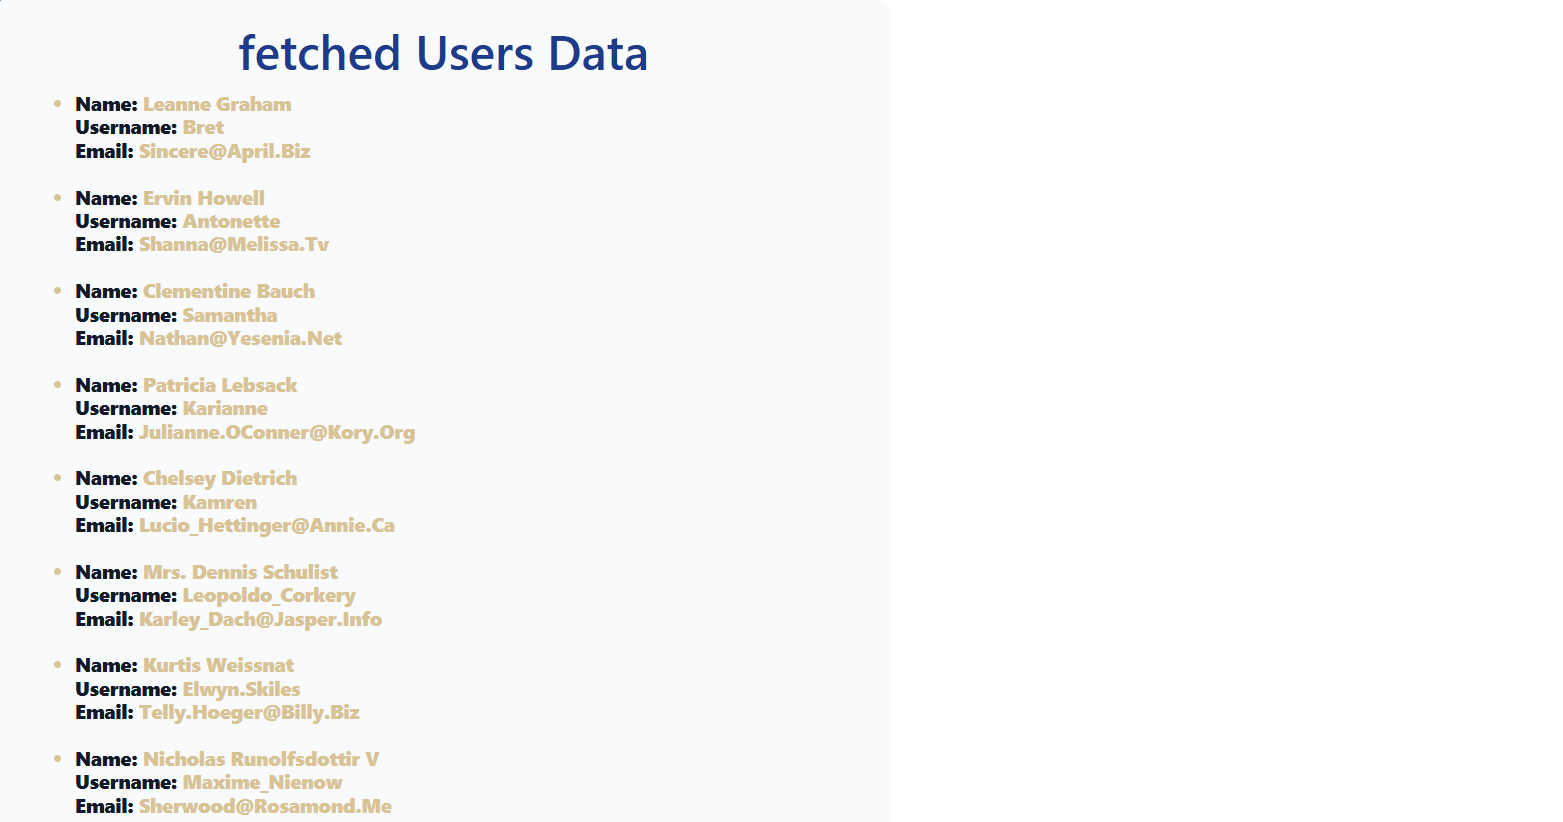 fetched Users Data
Name: Leanne Graham
Username: Bret
Email: Sincere@April.Biz
Name: Ervin Howell
Username: Antonette
Email: Shanna@Melissa.Tv
Name: Clementine Bauch
Username: Samantha
Email: Nathan@Yesenia.Net
Name: Patricia Lebsack
Username: Karianne
Email: Julianne.OConner@Kory.Org
Name: Chelsey Dietrich
Username: Kamren
Email: Lucio_Hettinger@Annie.Ca
Name: Mrs. Dennis Schulist
Username: Leopoldo_Corkery
Email: Karley_Dach@Jasper.Info
Name: Kurtis Weissnat
Username: Elwyn.Skiles
Email: Telly.Hoeger@Billy.Biz
Name: Nicholas Runolfsdottir V
Username: Maxime_Nienow
Email: Sherwood@Rosamond.Me